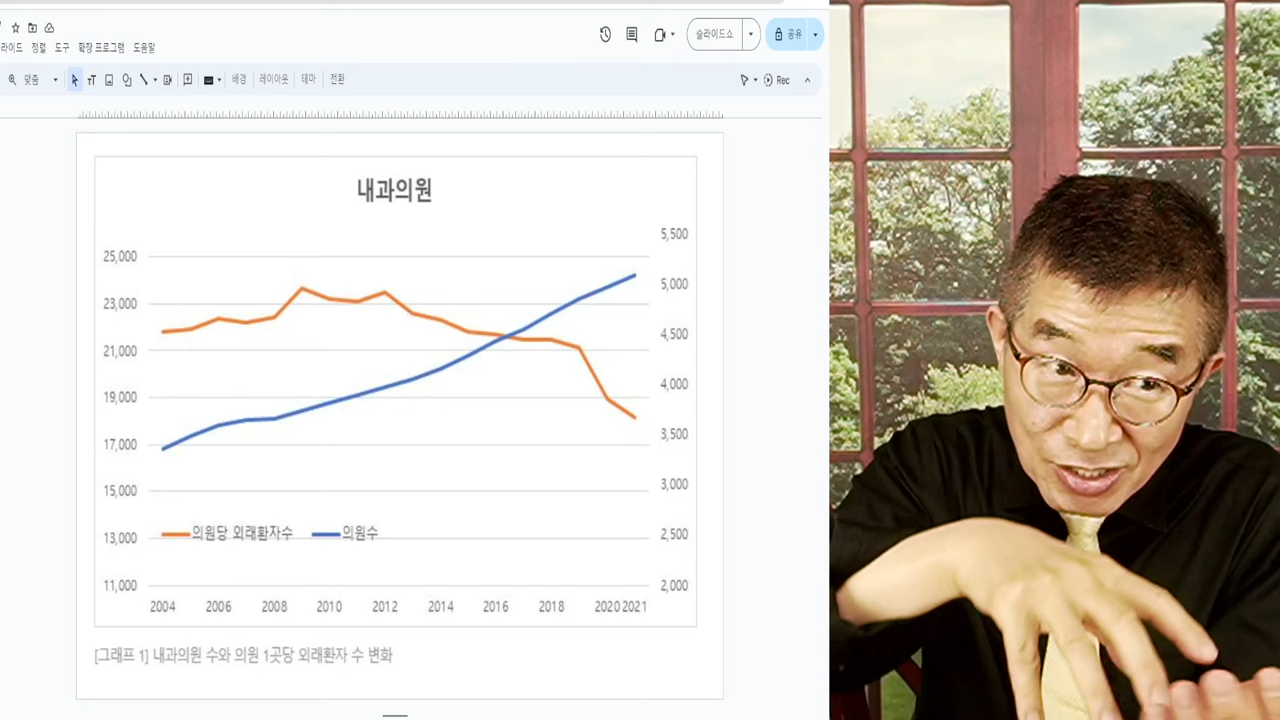 라이드 정렬 도구 확장 프로그램 도움말
슬라이드쇼
공유
맞춤
배경 레이아웃 테마 전환
Rec
내과의원
5,500
25,000
5,000
23,000
4,500
21,000
4,000
19,000
3,500
17,000
3,000
15,000
의원당 외래환자수 의원수
13,000
2,500
11,000
2,000
2004 2006 2008 2010 2012 2014 2016 2018 2020 2021
[그래프 1] 내과의원 수와 의원 1곳당 외래환자 수 변화